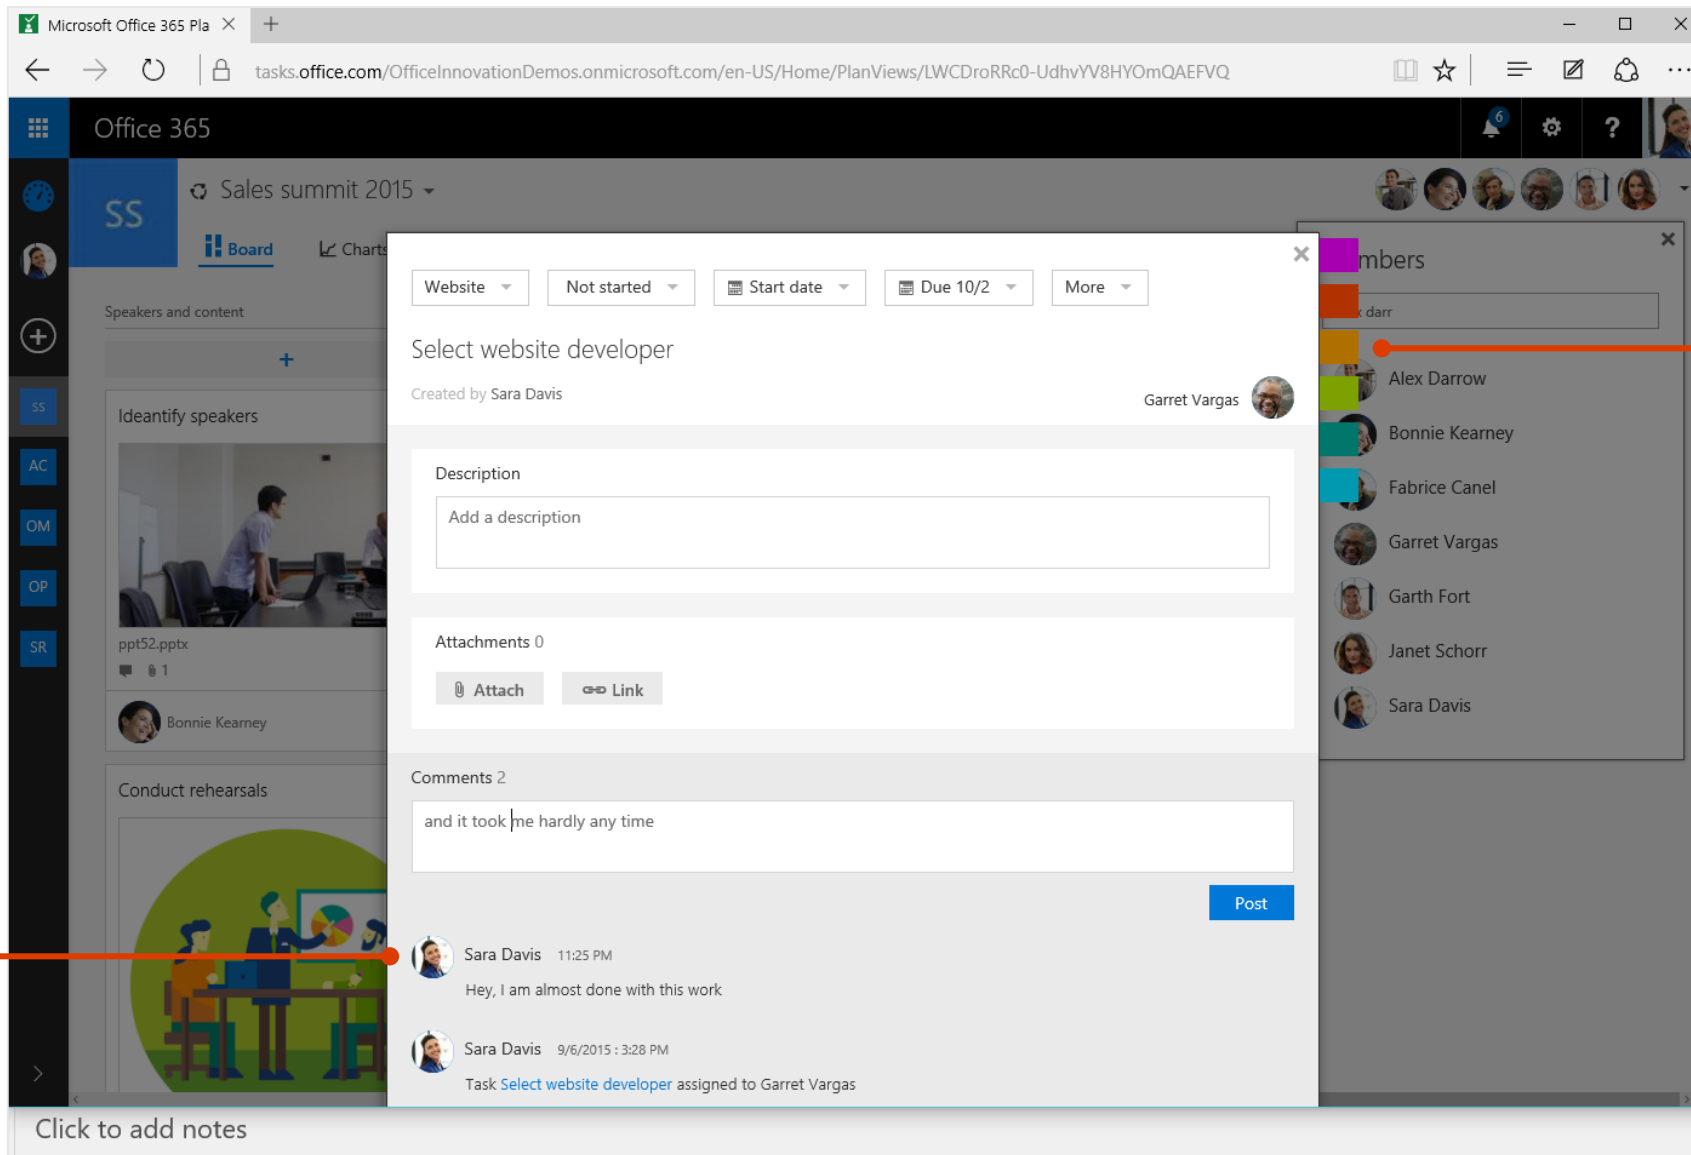 Microsoft Office 365 Pla
tasks.office.com/OfficeInnovationDemos.onmicrosoft.com/en-US/Home/PlanViews/LWCDroRRc0-UdhvYV8HYOmQAEFVQ
Office 365
6
?
SS
Sales summit 2015
Board
Charts
mbers
Website
Not started
Start date
Due 10/2
More
Speakers and content
darr
Select website developer
Created by Sara Davis
Garret Vargas
Alex Darrow
Bonnie Kearney
Fabrice Canel
Garret Vargas
Garth Fort
Janet Schorr
Sara Davis
SS
AC
OM
OP
SR
Ideantify speakers
ppt52.pptx
1
Bonnie Kearney
Conduct rehearsals
Description
Add a description
Attachments 0
Attach
Link
Comments 2
and it took me hardly any time
Post
Sara Davis 11:25 PM
Hey, I am almost done with this work
Sara Davis 9/6/2015 : 3:28 PM
Task Select website developer assigned to Garret Vargas
Click to add notes